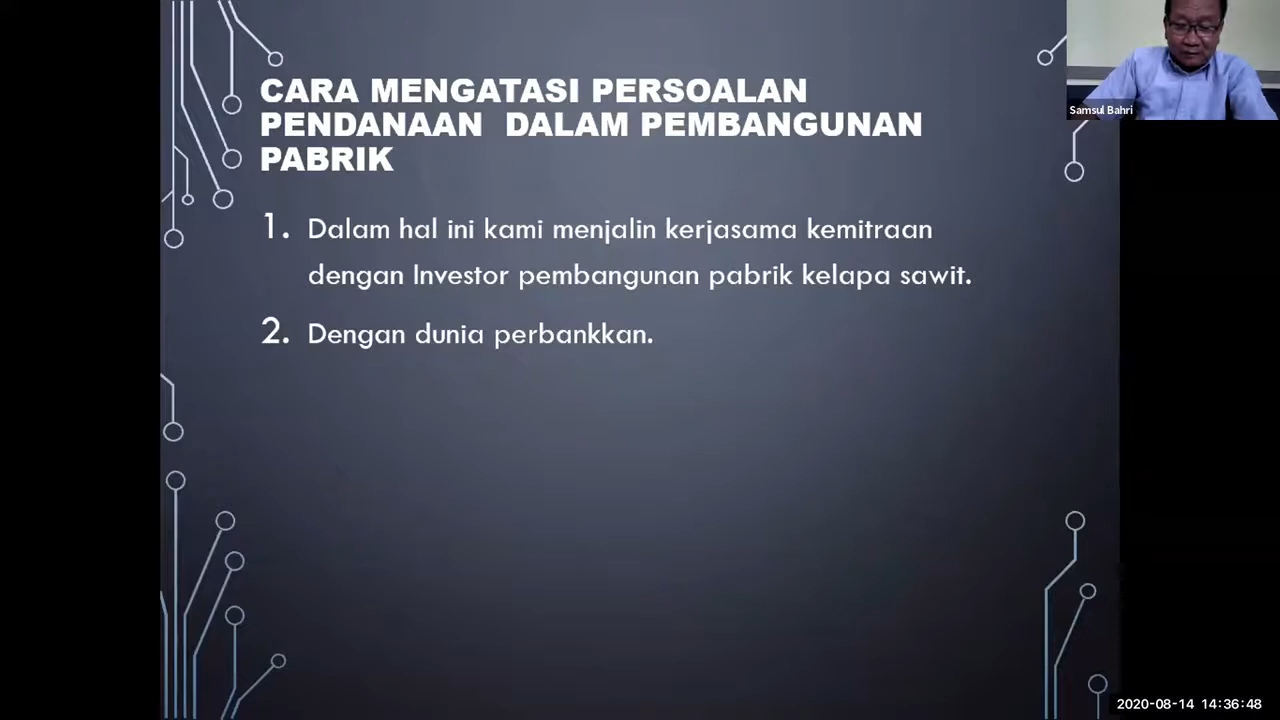 CARA MENGATASI PERSOALAN
PENDANAAN DALAM PEMBANGUNAN
PABRIK
1. Dalam hal ini kami menjalin kerjasama kemitraan
dengan Investor pembangunan pabrik kelapa sawit.
2. Dengan dunia perbankkan.
Samsul Bahri
2020-08-14 14:36:48